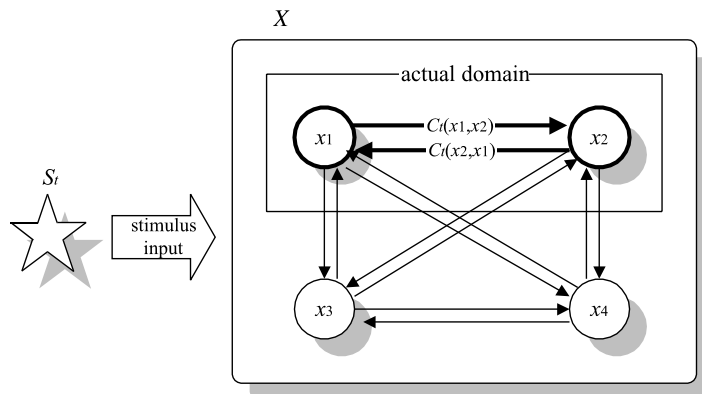 X
actual domain
x1
Ct(x1,x2)
x2
Ct(x2,x1)
St
stimulus
input
x3
x4